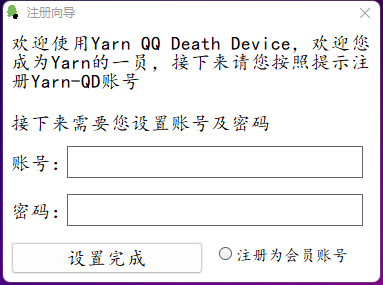 注册向导
欢迎使用Yarn QQ Death Device，欢迎您
成为Yarn的一员，接下来请您按照提示注
册Yarn-QD账号
接下来需要您设置账号及密码
账号：
密码：
设置完成
注册为会员账号